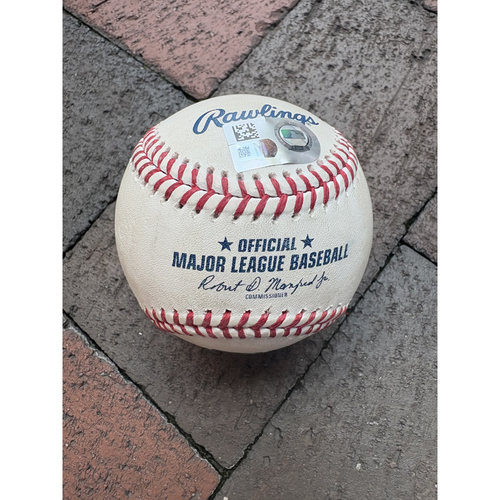 Rawlings
★ OFFICIAL ★
MAJOR LEAGUE BASEBALL
Robert D. Manfred Jr.
COMMISSIONER